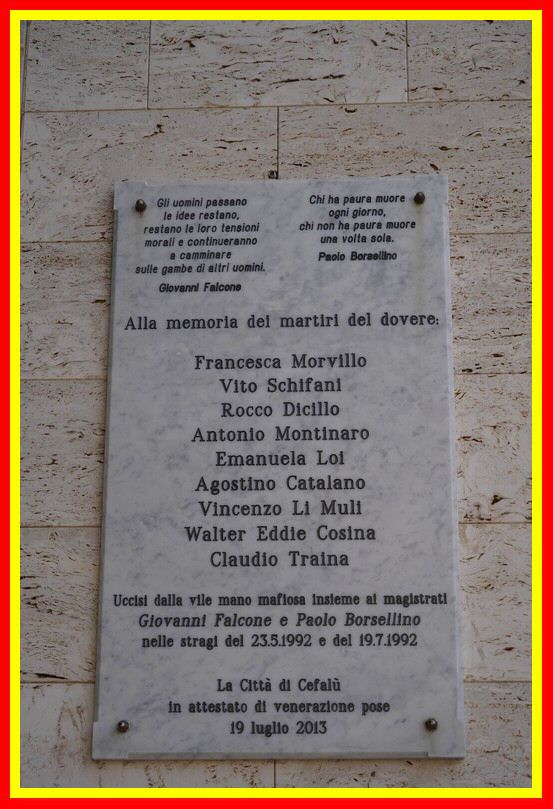 Gli uomini passano
le idee restano,
restano le loro tensioni
morali e continueranno
a camminare
sulle gambe di altri uomini.
Giovanni Falcone
Chi ha paura muore
ogni giorno,
chi non ha paura muore
una volta sola.
Paolo Borsellino
Alla memoria dei martiri del dovere:
Francesca Morvillo
Vito Schifani
Rocco Dicillo
Antonio Montinaro
Emanuela Loi
Agostino Catalano
Vincenzo Li Muli
Walter Eddie Cosina
Claudio Traina
Uccisi dalla vile mano mafiosa insieme ai magistrati
Giovanni Falcone e Paolo Borsellino
nelle stragi del 23.5.1992 e del 19.7.1992
La Città di Cefalù
in attestato di venerazione pose
19 luglio 2013